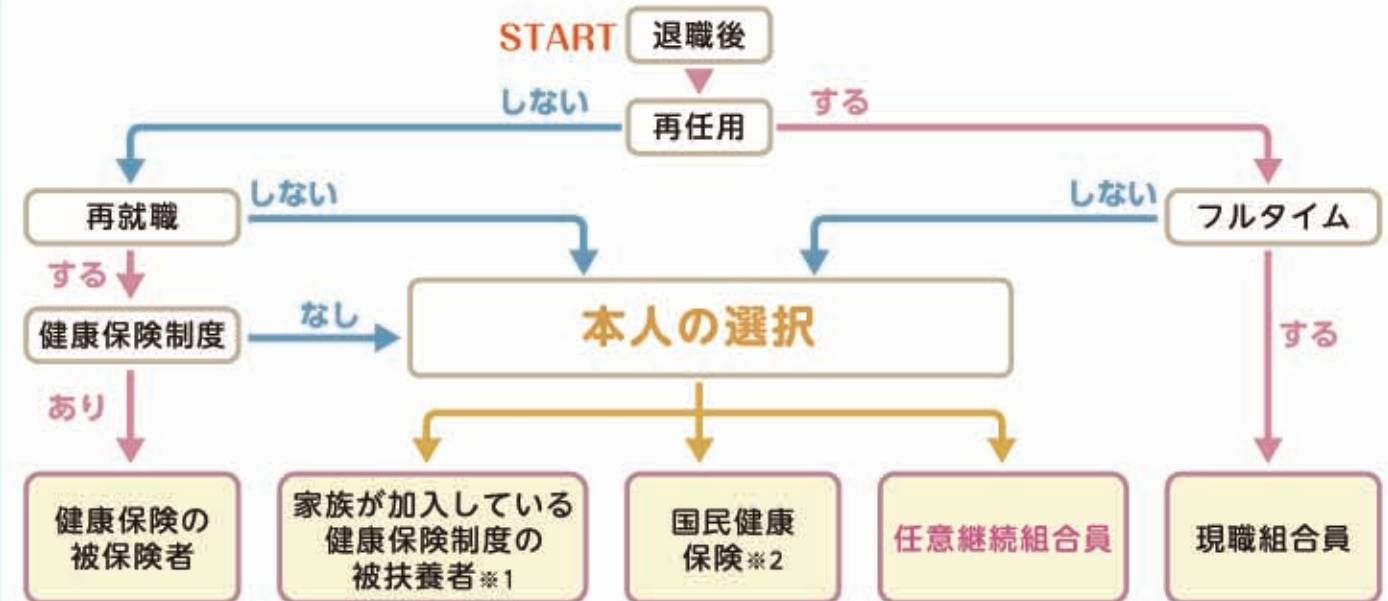 START
退職後
しない
再任用
する
再就職
しない
しない
フルタイム
する
健康保険制度
なし
本人の選択
する
あり
健康保険の
被保険者
家族が加入している
健康保険制度の
被扶養者※1
国民健康
保険※2
任意継続組合員
現職組合員